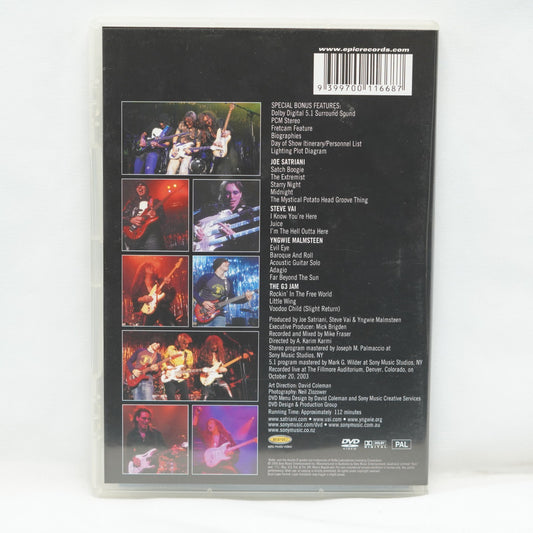 www.epicrecords.com
9 399700 116687
SPECIAL BONUS FEATURES:
Dolby Digital 5.1 Surround Sound
PCM Stereo
Fretcam Feature
Biographies
Day of Show Itinerary/Personnel List
Lighting Plot Diagram
JOE SATRIANI
Satch Boogie
The Extremist
Starry Night
Midnight
The Mystical Potato Head Groove Thing
STEVE VAI
I Know You're Here
Juice
I'm The Hell Outta Here
YNGWIE MALMSTEEN
Evil Eye
Baroque And Roll
Acoustic Guitar Solo
Adagio
Far Beyond The Sun
THE G3 JAM
Rockin' In The Free World
Little Wing
Voodoo Child (Slight Return)
Produced by Joe Satriani, Steve Vai & Yngwie Malmsteen
Executive Producer: Mick Brigden
Recorded and Mixed by Mike Fraser
Directed by A. Karim Karmi
Stereo program mastered by Joseph M. Palmaccio at
Sony Music Studios, NY
5.1 program mastered by Mark G. Wilder at Sony Music Studios, NY
Recorded live at The Fillmore Auditorium, Denver, Colorado, on
October 20, 2003
Art Direction: David Coleman
Photography: Neil Zlozower
DVD Menu Design by David Coleman and Sony Music Creative Services
DVD Design & Production Group
Running Time: Approximately 112 minutes
www.satriani.com • www.vai.com • www.yngwie.org
www.sonymusic.com/dvd • www.sonymusic.com.au
www.sonymusic.co.nz
epic
DVD
VIDEO
DOLBY
DIGITAL
PAL